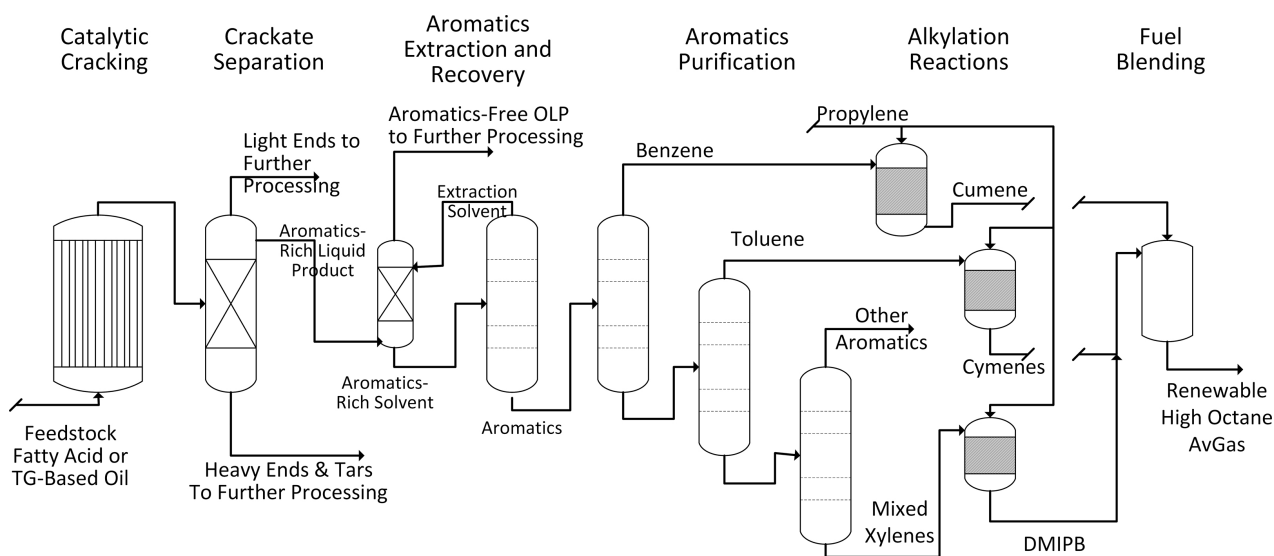 Catalytic
Cracking
Crackate
Separation
Aromatics
Extraction and
Recovery
Aromatics
Purification
Alkylation
Reactions
Fuel
Blending
Light Ends to
Further
Processing
Aromatics-Free OLP
to Further Processing
Extraction
Solvent
Aromatics-
Rich Liquid
Product
Benzene
Propylene
Cumene
Toluene
Other
Aromatics
Cymenes
Aromatics-
Rich Solvent
Aromatics
Feedstock
Fatty Acid or
TG-Based Oil
Heavy Ends & Tars
To Further Processing
Mixed
Xylenes
DMIPB
Renewable
High Octane
AvGas